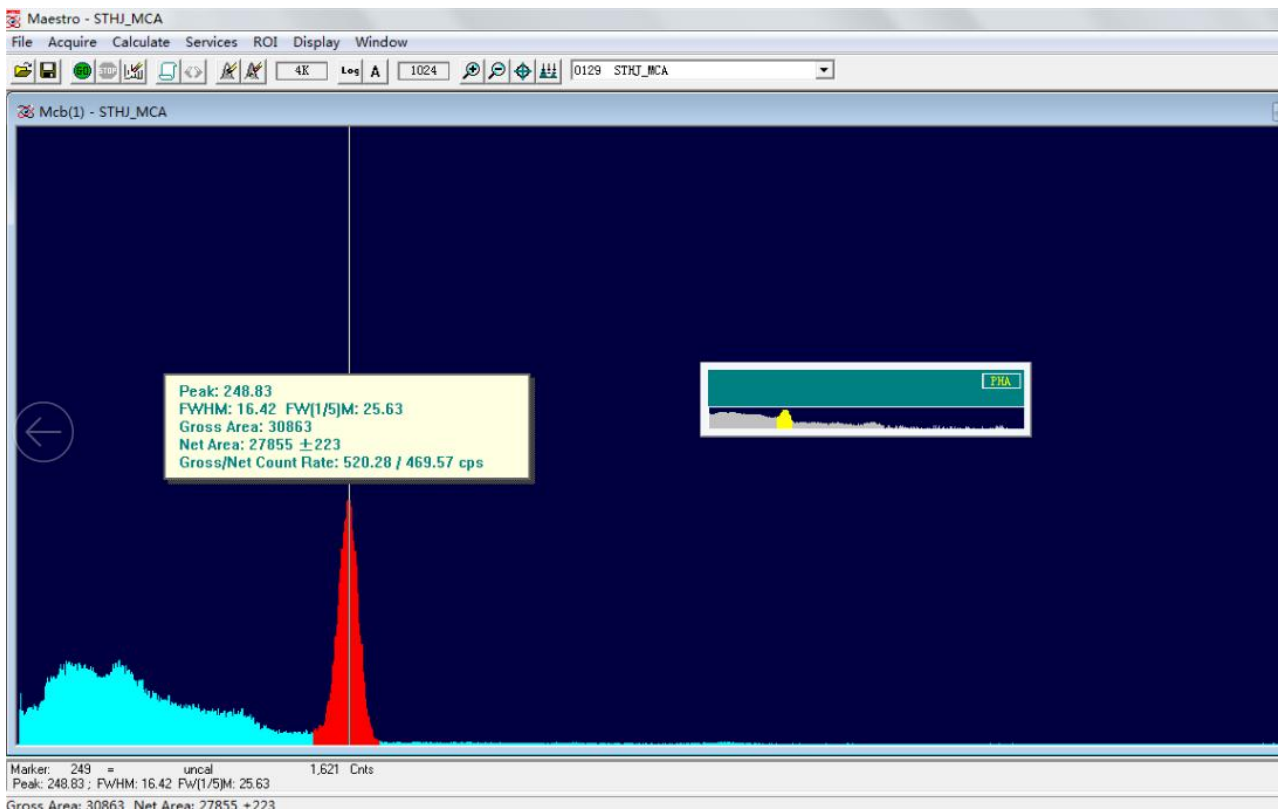 Maestro - STHJ_MCA
File Acquire Calculate Services ROI Display Window
GO STOP 4K Log A 1024 0129 STHJ_MCA
Mcb(1) - STHJ_MCA
PHA
Peak: 248.83
FWHM: 16.42 FW(1/5)M: 25.63
Gross Area: 30863
Net Area: 27855 ±223
Gross/Net Count Rate: 520.28 / 469.57 cps
Marker: 249 = uncal 1,621 Cnts
Peak: 248.83 ; FWHM: 16.42 FW(1/5)M: 25.63
Gross Area: 30863 Net Area: 27855 ±223